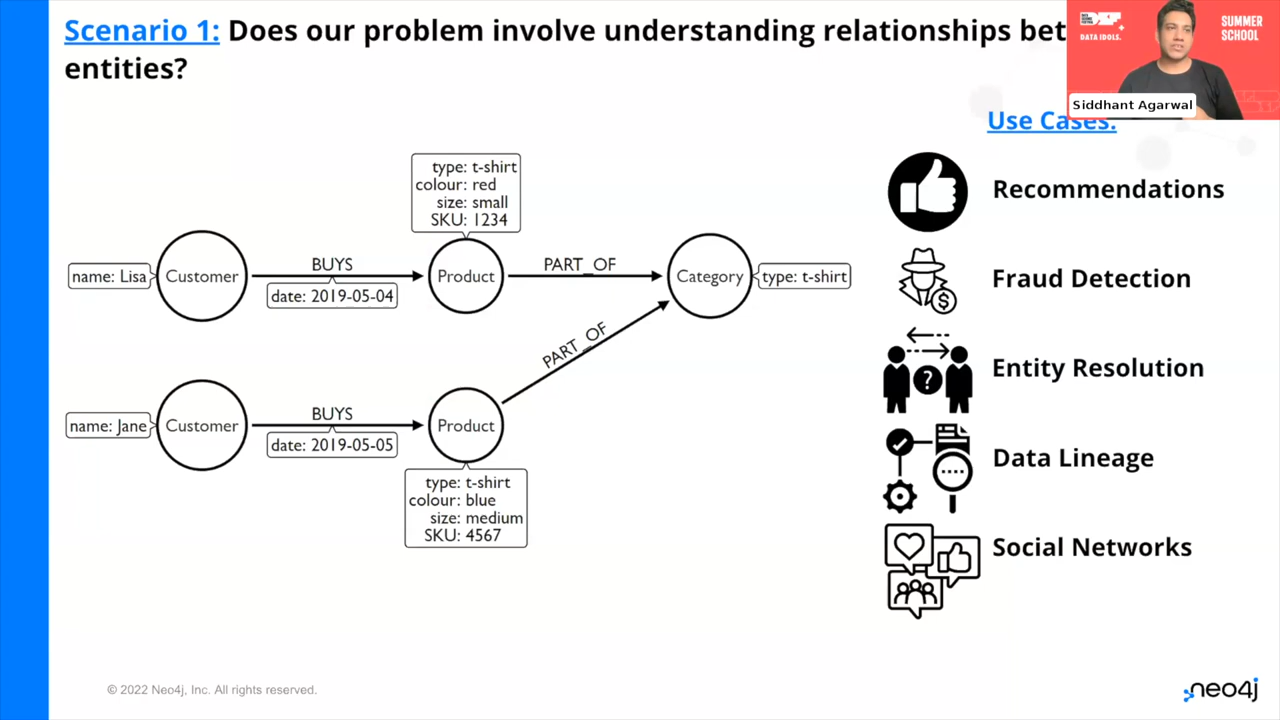 Scenario 1: Does our problem involve understanding relationships
entities?
DATA IDOLS.
SUMMER
SCHOOL
Siddhant Agarwal
Use Cases:
type: t-shirt
colour: red
size: small
SKU: 1234
name: Lisa
Customer
BUYS
date: 2019-05-04
Product
PART_OF
Category
type: t-shirt
PART_OF
name: Jane
Customer
BUYS
date: 2019-05-05
Product
type: t-shirt
colour: blue
size: medium
SKU: 4567
Recommendations
Fraud Detection
$
Entity Resolution
?
Data Lineage
Social Networks
© 2022 Neo4j, Inc. All rights reserved.
neo4j